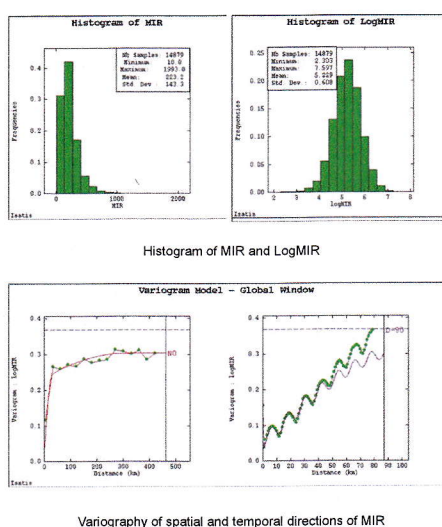 Histogram of MIR
Nb Samples: 14879
Minimum: 10.0
Maximum: 1993.0
Mean: 223.2
Std. Dev: 143.3
Frequencies
0.4
0.3
0.2
0.1
0.0
0 1000 2000
MIR
Isatis
Histogram of LogMIR
Nb Samples: 14879
Minimum: 2.303
Maximum: 7.597
Mean: 5.229
Std. Dev: 0.608
Frequencies
0.25
0.20
0.15
0.10
0.05
0.00
2 3 4 5 6 7 8
logMIR
Isatis
Histogram of MIR and LogMIR
Variogram Model - Global Window
Variogram : logMIR
0.4
0.3
0.2
0.1
0.0
N0
0 100 200 300 400 500
Distance (km)
Variogram : logMIR
0.4
0.3
0.2
0.1
0.0
D-90
0 10 20 30 40 50 60 70 80 90 100
Distance (km)
Isatis
Variography of spatial and temporal directions of MIR